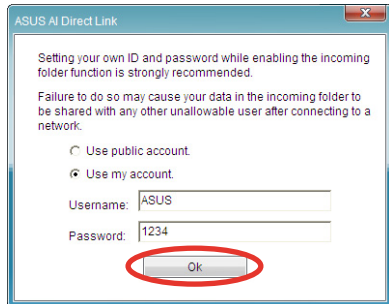 ASUS AI Direct Link
Setting your own ID and password while enabling the incoming
folder function is strongly recommended.
Failure to do so may cause your data in the incoming folder to
be shared with any other unallowable user after connecting to a
network.
Use public account.
Use my account.
Username: ASUS
Password: 1234
Ok